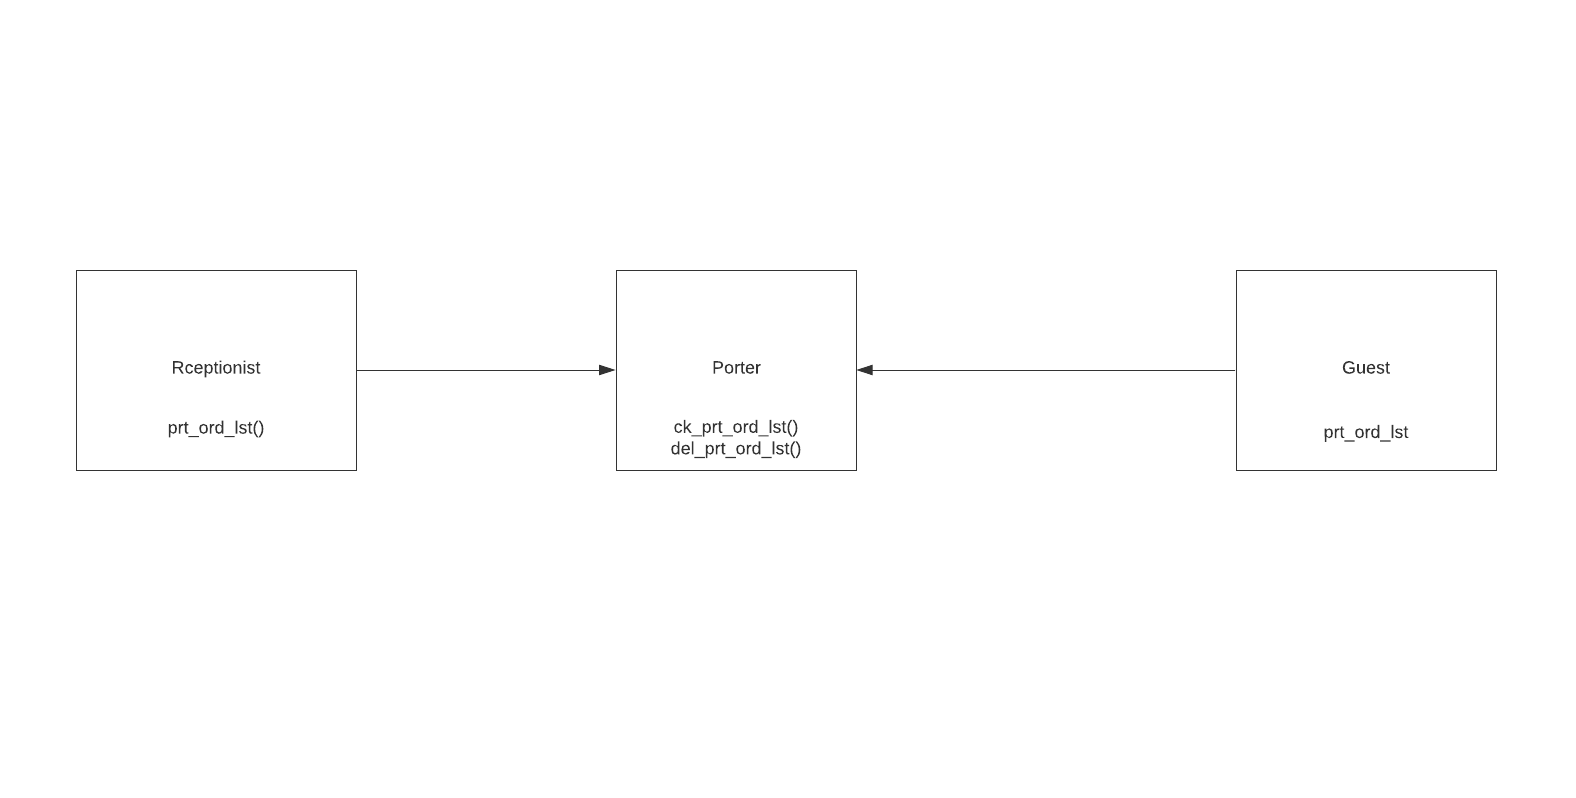 Rceptionist
prt_ord_lst()
Porter
ck_prt_ord_lst()
del_prt_ord_lst()
Guest
prt_ord_lst